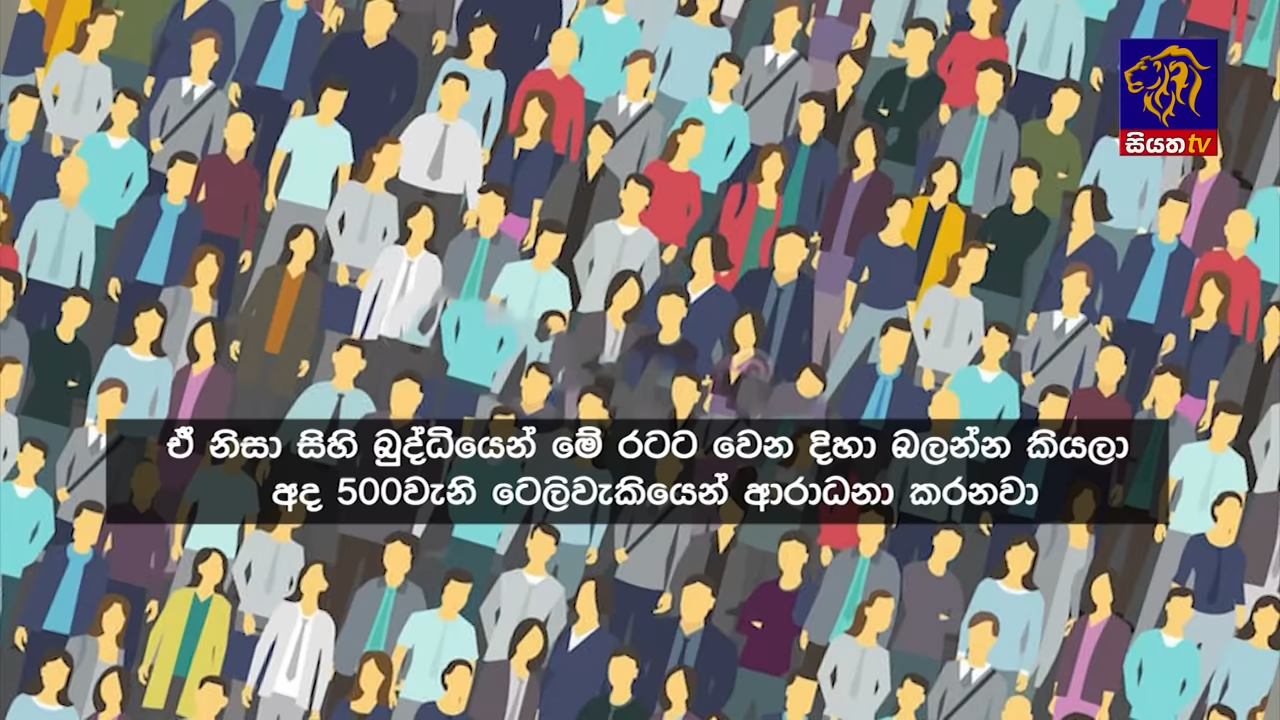 සියත tv
ඒ නිසා සිහි බුද්ධියෙන් මේ රටට වෙන දිහා බලන්න කියලා
අද 500වැනි ටෙලිවැකියෙන් ආරාධනා කරනවා